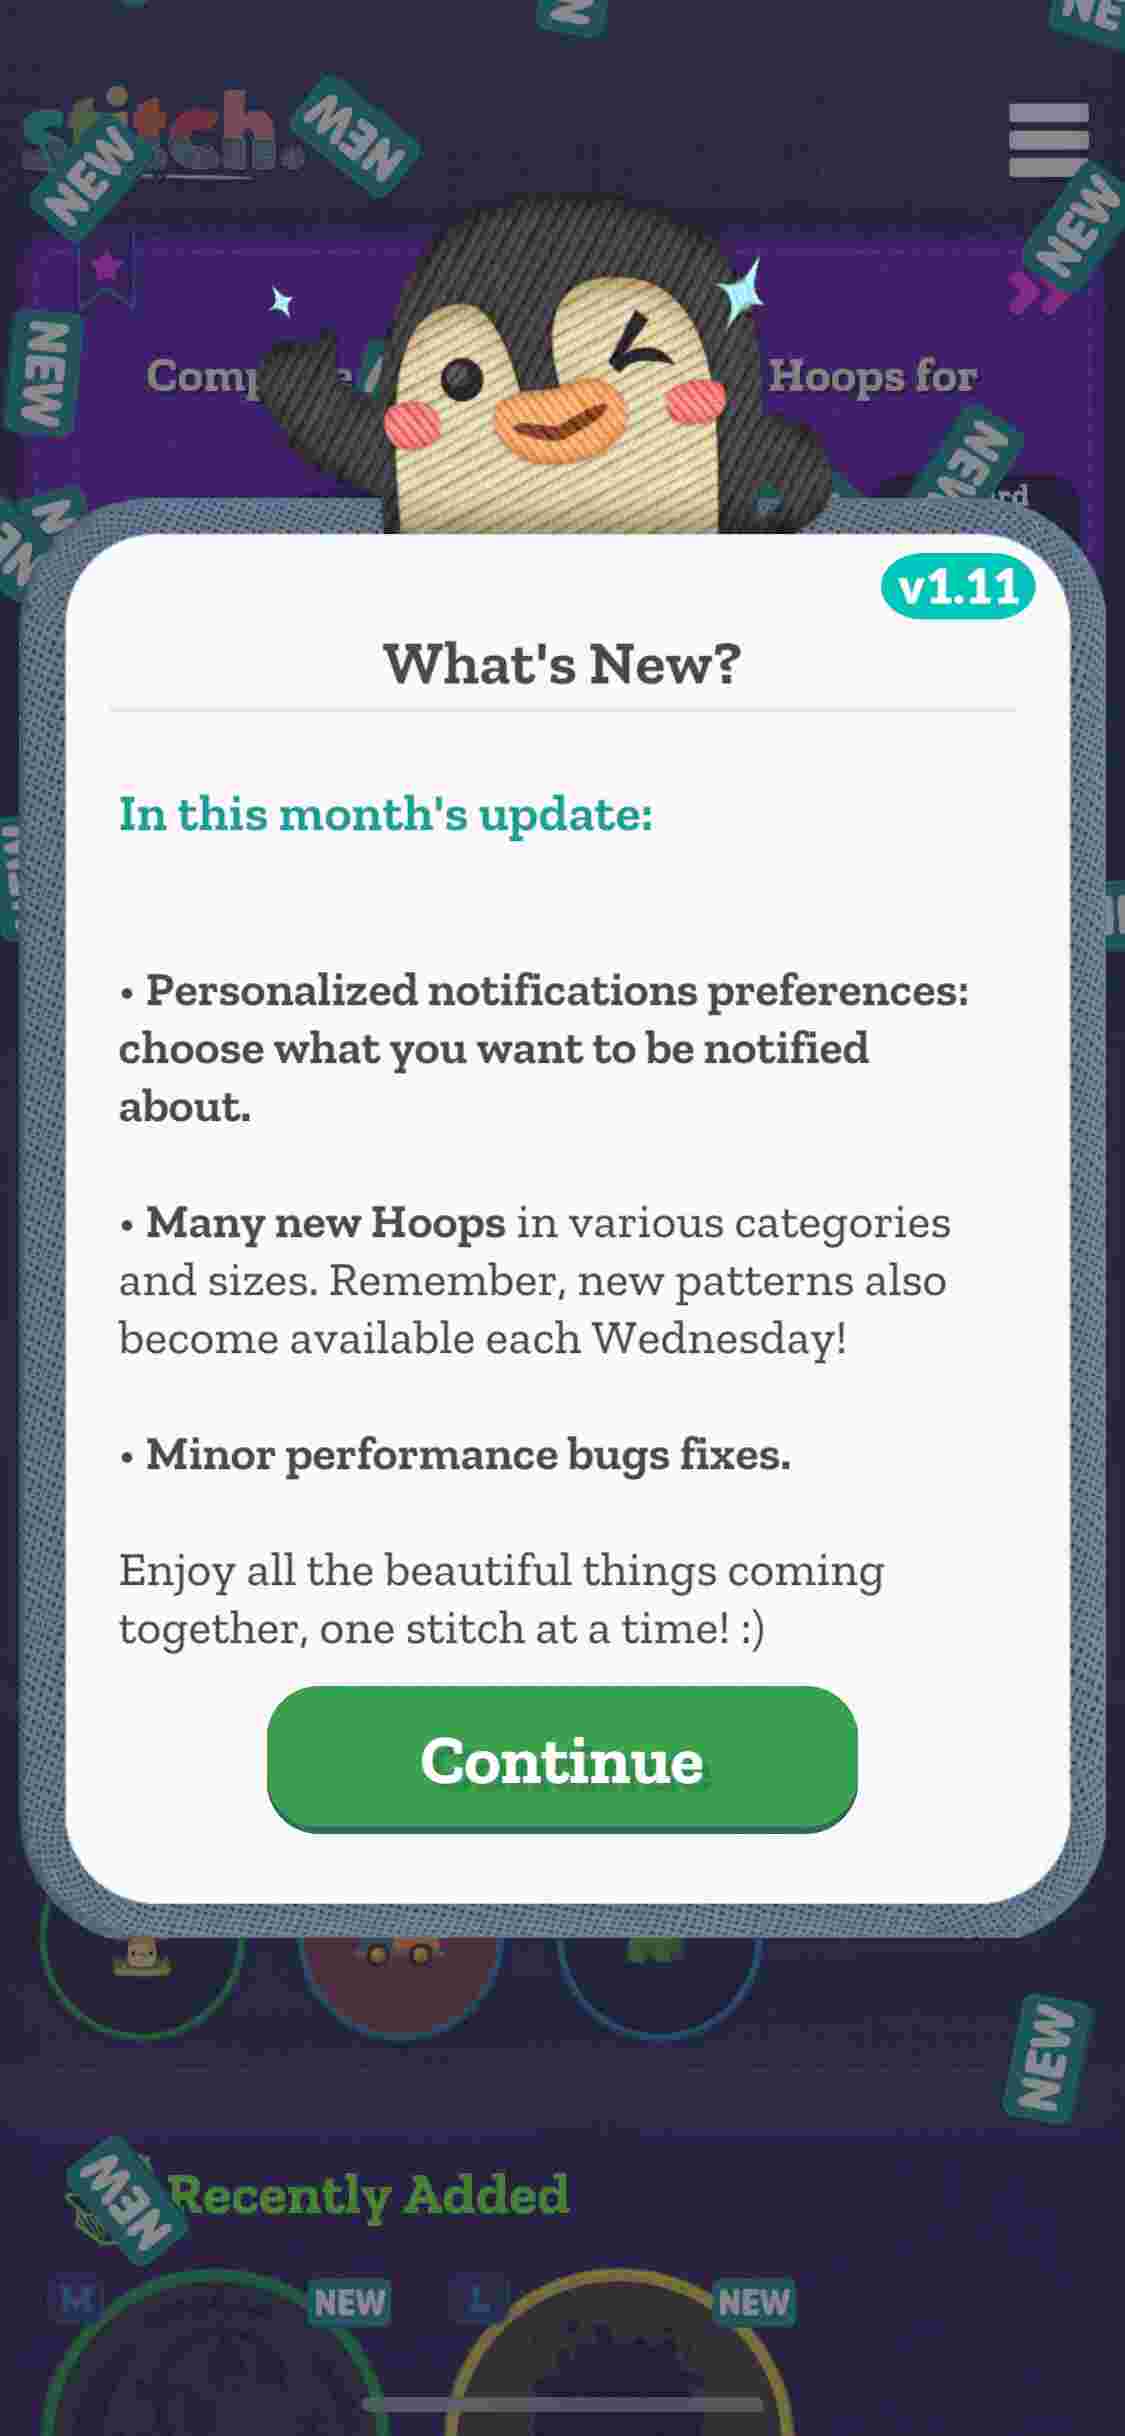 NEW
stitch.
NEW
NEW
NEW
NEW
Hoops for
NEW
v1.11
What's New?
In this month's update:
• Personalized notifications preferences:
choose what you want to be notified
about.
• Many new Hoops in various categories
and sizes. Remember, new patterns also
become available each Wednesday!
• Minor performance bugs fixes.
Enjoy all the beautiful things coming
together, one stitch at a time! :)
Continue
NEW
NEW
Recently Added
M
NEW
L
NEW